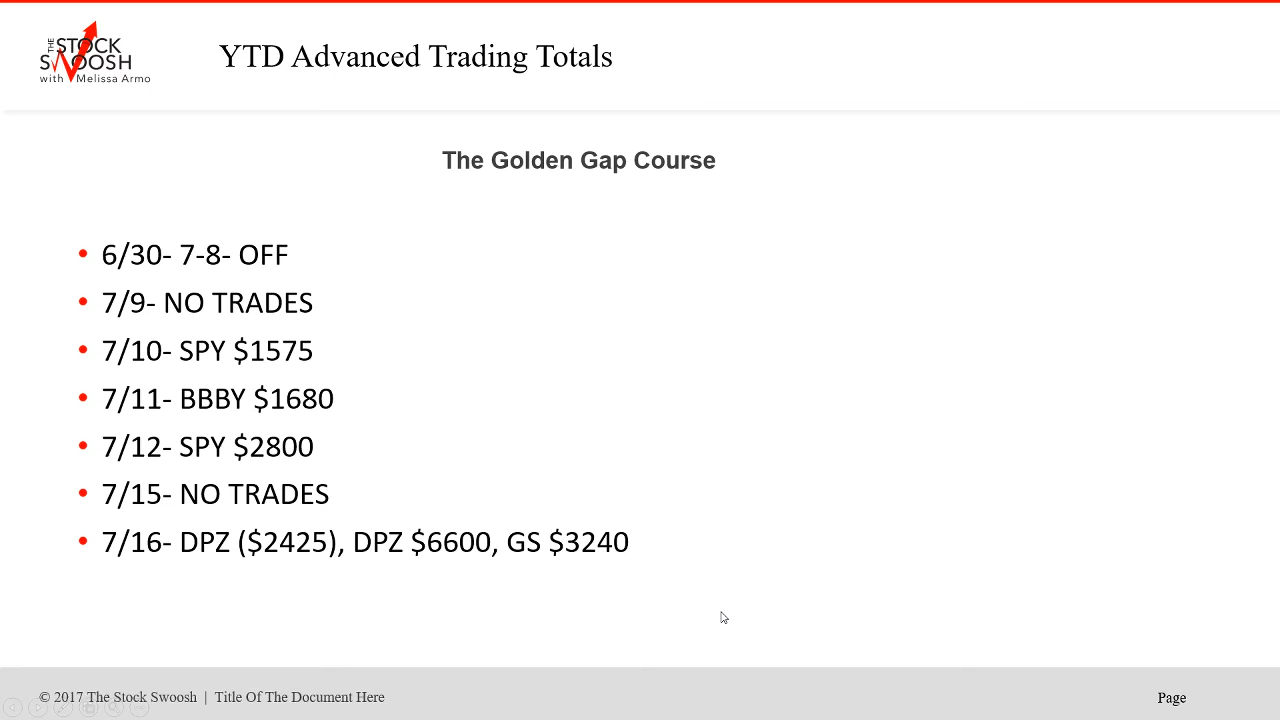 THE STOCK
SWOOSH
with Melissa Armo
YTD Advanced Trading Totals
The Golden Gap Course
• 6/30- 7-8- OFF
• 7/9- NO TRADES
• 7/10- SPY $1575
• 7/11- BBBY $1680
• 7/12- SPY $2800
• 7/15- NO TRADES
• 7/16- DPZ ($2425), DPZ $6600, GS $3240
© 2017 The Stock Swoosh | Title Of The Document Here
Page